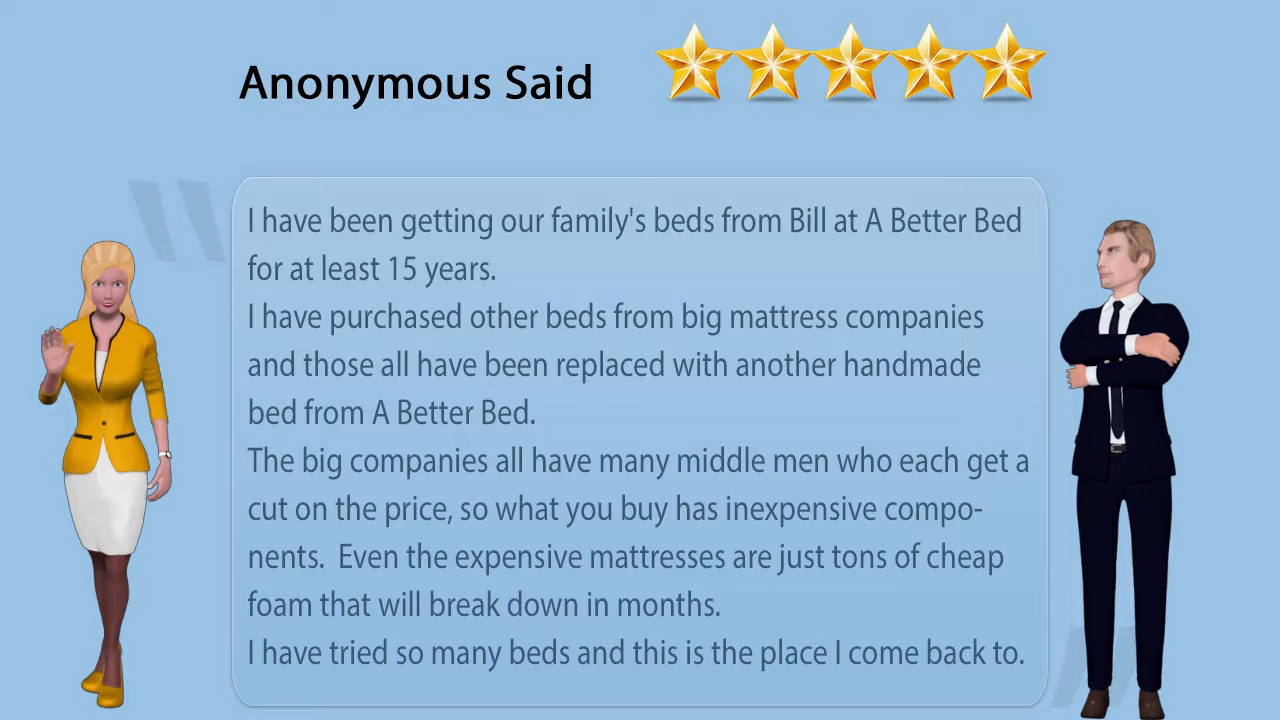 Anonymous Said
I have been getting our family's beds from Bill at A Better Bed
for at least 15 years.
I have purchased other beds from big mattress companies
and those all have been replaced with another handmade
bed from A Better Bed.
The big companies all have many middle men who each get a
cut on the price, so what you buy has inexpensive compo-
nents.  Even the expensive mattresses are just tons of cheap
foam that will break down in months.
I have tried so many beds and this is the place I come back to.